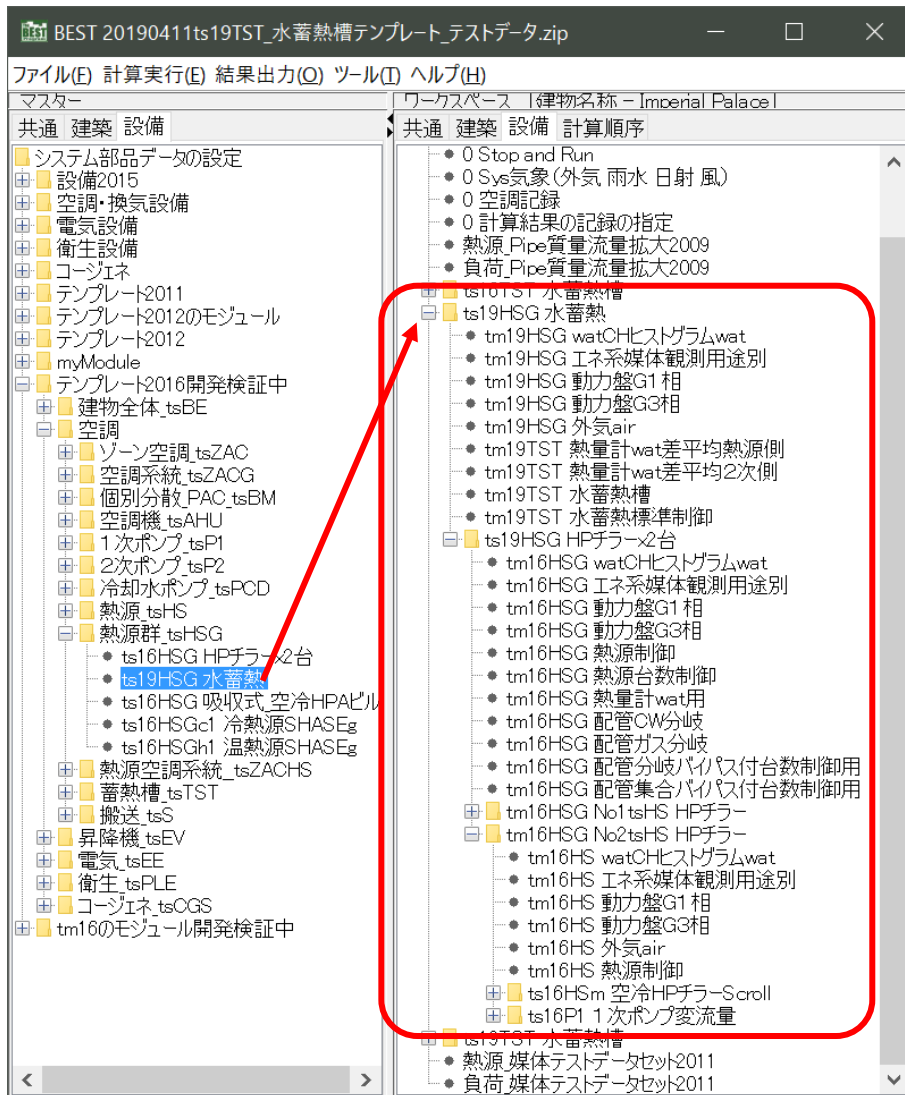 BEST 20190411ts19TST_水蓄熱槽テンプレート_テストデータ.zip
ファイル(F) 計算実行(E) 結果出力(O) ツール(T) ヘルプ(H)
マスター
共通 建築 設備
システム部品データの設定
設備2015
空調・換気設備
電気設備
衛生設備
コージェネ
テンプレート2011
テンプレート2012のモジュール
テンプレート2012
myModule
テンプレート2016開発検証中
建物全体_tsBE
空調
ゾーン空調_tsZAC
空調系統_tsZACG
個別分散_PAC_tsBM
空調機_tsAHU
1次ポンプ_tsP1
2次ポンプ_tsP2
冷却水ポンプ_tsPCD
熱源_tsHS
熱源群_tsHSG
ts16HSG HPチラーx2台
ts19HSG 水蓄熱
ts16HSG 吸収式_空冷HPAビル
ts16HSGc1 冷熱源SHASEg
ts16HSGh1 温熱源SHASEg
熱源空調系統__tsZACHS
蓄熱槽_tsTST
搬送_tsS
昇降機_tsEV
電気_tsEE
衛生_tsPLE
コージェネ_tsCGS
tm16のモジュール開発検証中
ワークスペース [建物名称 - Imperial Palace]
共通 建築 設備 計算順序
0 Stop and Run
0 Sys気象(外気 雨水 日射 風)
0 空調記録
0 計算結果の記録の指定
熱源_Pipe質量流量拡大2009
負荷_Pipe質量流量拡大2009
ts16TST 水蓄熱槽
ts19HSG 水蓄熱
tm19HSG watCHヒストグラムwat
tm19HSG エネ系媒体観測用途別
tm19HSG 動力盤G1相
tm19HSG 動力盤G3相
tm19HSG 外気air
tm19TST 熱量計wat差平均熱源側
tm19TST 熱量計wat差平均2次側
tm19TST 水蓄熱槽
tm19TST 水蓄熱標準制御
ts19HSG HPチラーx2台
tm16HSG watCHヒストグラムwat
tm16HSG エネ系媒体観測用途別
tm16HSG 動力盤G1相
tm16HSG 動力盤G3相
tm16HSG 熱源制御
tm16HSG 熱源台数制御
tm16HSG 熱量計wat用
tm16HSG 配管CW分岐
tm16HSG 配管ガス分岐
tm16HSG 配管分岐バイパス付台数制御用
tm16HSG 配管集合バイパス付台数制御用
tm16HSG No1tsHS HPチラー
tm16HSG No2tsHS HPチラー
tm16HS watCHヒストグラムwat
tm16HS エネ系媒体観測用途別
tm16HS 動力盤G1相
tm16HS 動力盤G3相
tm16HS 外気air
tm16HS 熱源制御
ts16HSm 空冷HPチラーScroll
ts16P1 1次ポンプ変流量
ts19TST 水蓄熱槽
熱源_媒体テストデータセット2011
負荷_媒体テストデータセット2011